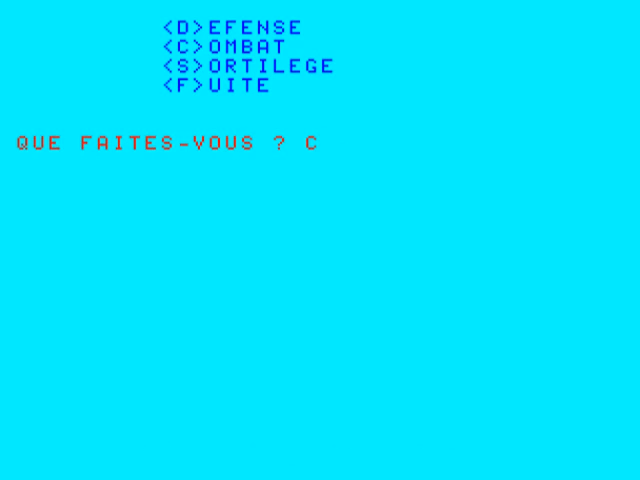 <D>EFENSE
<C>OMBAT
<S>ORTILEGE
<F>UITE
QUE FAITES-VOUS ? C